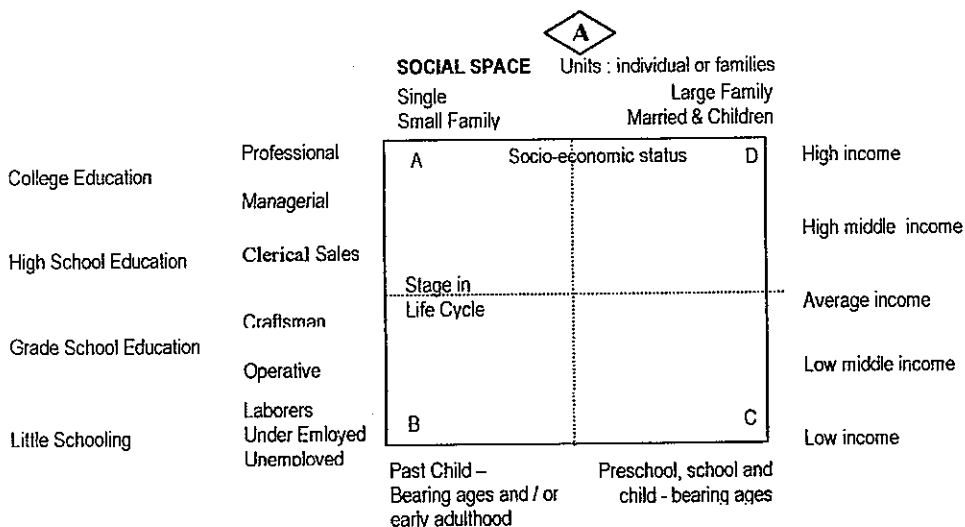 A
SOCIAL SPACE Units : individual or families
Single
Small Family
Large Family
Married & Children
College Education
High School Education
Grade School Education
Little Schooling
Professional
Managerial
Clerical Sales
Craftsman
Operative
Laborers
Under Emloyed
Unemployed
A Socio-economic status D
Stage in
Life Cycle
B C
High income
High middle income
Average income
Low middle income
Low income
Past Child –
Bearing ages and / or
early adulthood
Preschool, school and
child - bearing ages